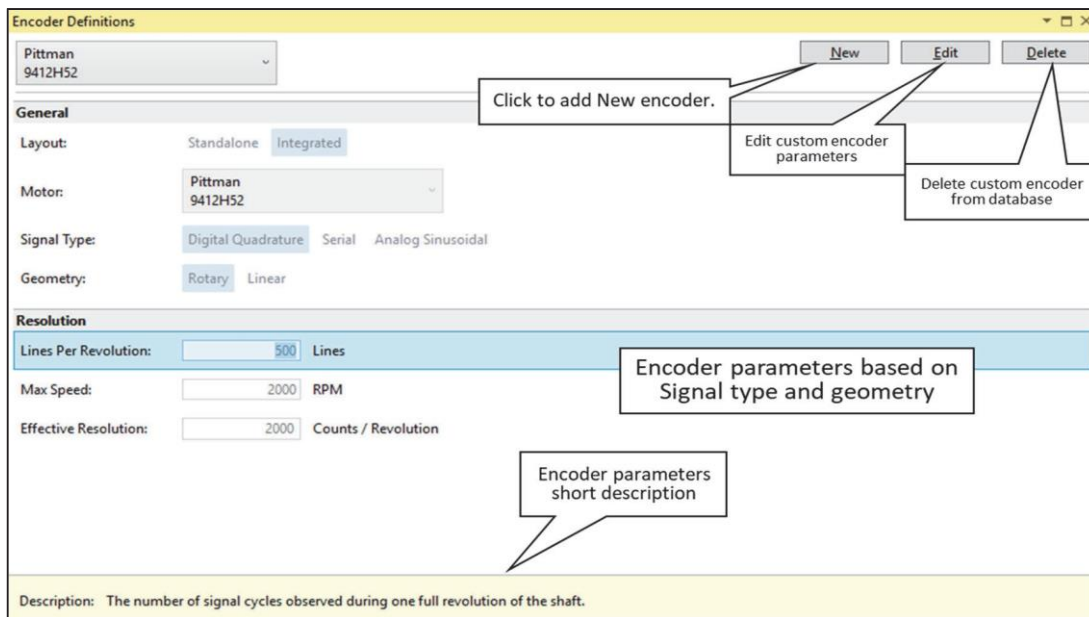 Encoder Definitions
Pittman
9412H52
New Edit Delete
Click to add New encoder.
Edit custom encoder
parameters
Delete custom encoder
from database
General
Layout: Standalone Integrated
Motor: Pittman
9412H52
Signal Type: Digital Quadrature Serial Analog Sinusoidal
Geometry: Rotary Linear
Resolution
Lines Per Revolution: 500 Lines
Max Speed: 2000 RPM
Effective Resolution: 2000 Counts / Revolution
Encoder parameters based on
Signal type and geometry
Encoder parameters
short description
Description: The number of signal cycles observed during one full revolution of the shaft.